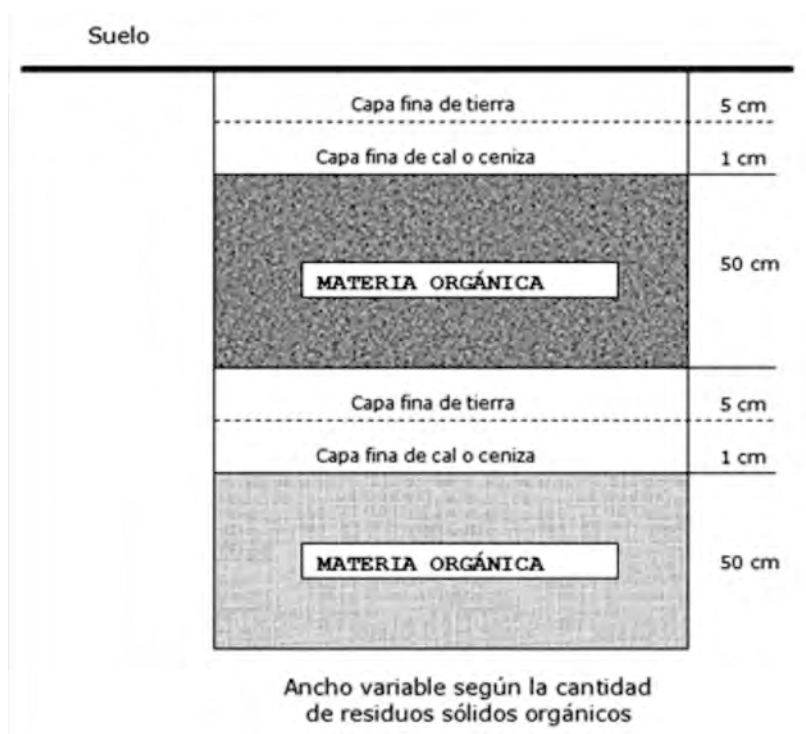 Suelo
Capa fina de tierra 5 cm
Capa fina de cal o ceniza 1 cm
MATERIA ORGÁNICA 50 cm
Capa fina de tierra 5 cm
Capa fina de cal o ceniza 1 cm
MATERIA ORGÁNICA 50 cm
Ancho variable según la cantidad
de residuos sólidos orgánicos